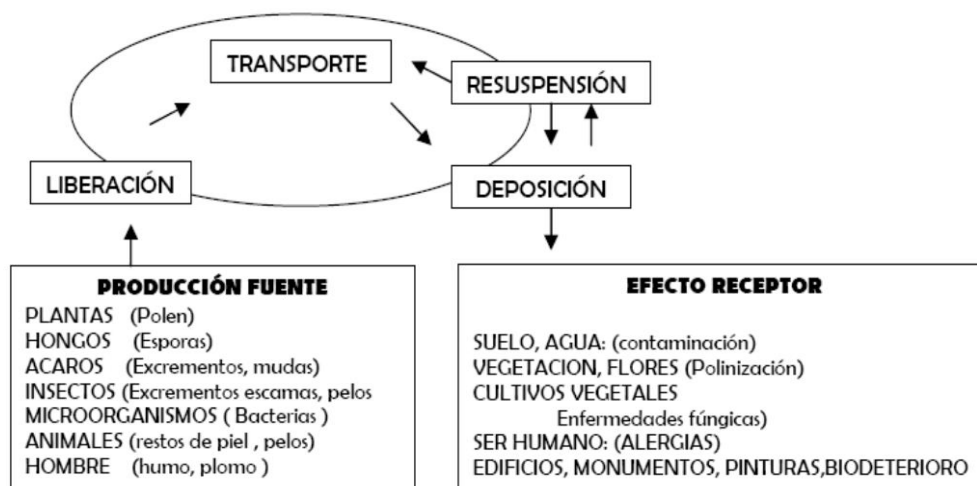 TRANSPORTE
RESUSPENSIÓN
LIBERACIÓN
DEPOSICIÓN
PRODUCCIÓN FUENTE
PLANTAS (Polen)
HONGOS (Esporas)
ACAROS (Excrementos, mudas)
INSECTOS (Excrementos escamas, pelos
MICROORGANISMOS ( Bacterias )
ANIMALES (restos de piel , pelos)
HOMBRE (humo, plomo )
EFECTO RECEPTOR
SUELO, AGUA: (contaminación)
VEGETACION, FLORES (Polinización)
CULTIVOS VEGETALES
Enfermedades fúngicas)
SER HUMANO: (ALERGIAS)
EDIFICIOS, MONUMENTOS, PINTURAS,BIODETERIORO